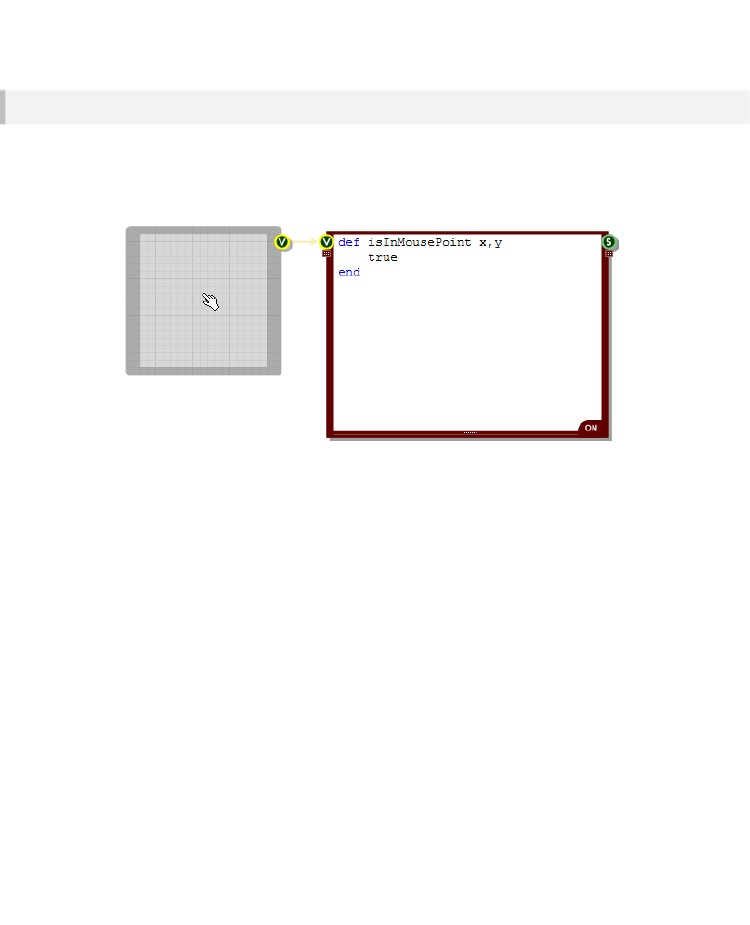 V
V
def isInMousePoint x,y
S
    true
end
ON